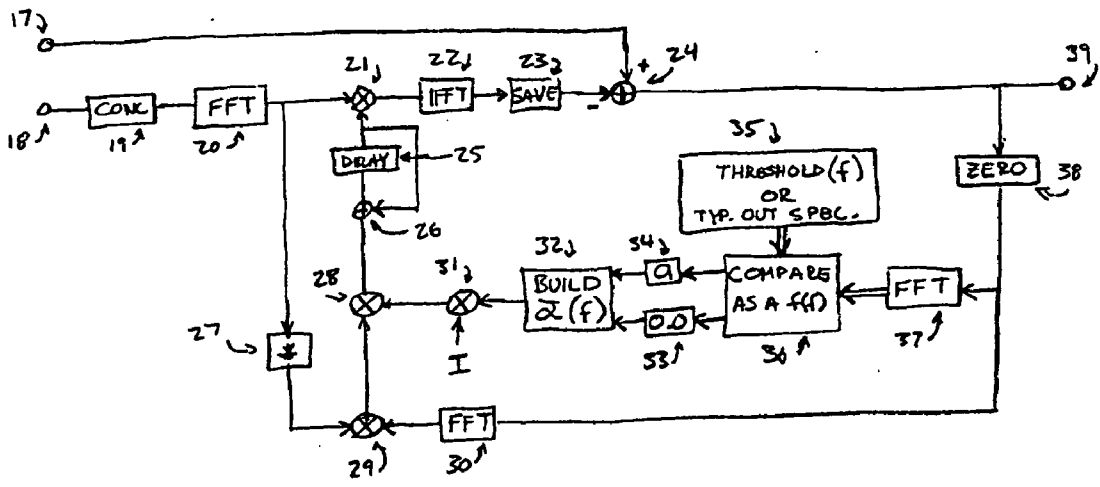 17
18
CONC
19
FFT
20
21
IFFT
22
SAVE
23
+
-
24
39
DELAY
25
26
35
THRESHOLD(f)
OR
TYP. OUT SPEC.
ZERO
38
28
31
I
32
BUILD
α(f)
34
a
0.0
33
COMPARE
AS A f(f)
36
FFT
37
27
*
29
FFT
30